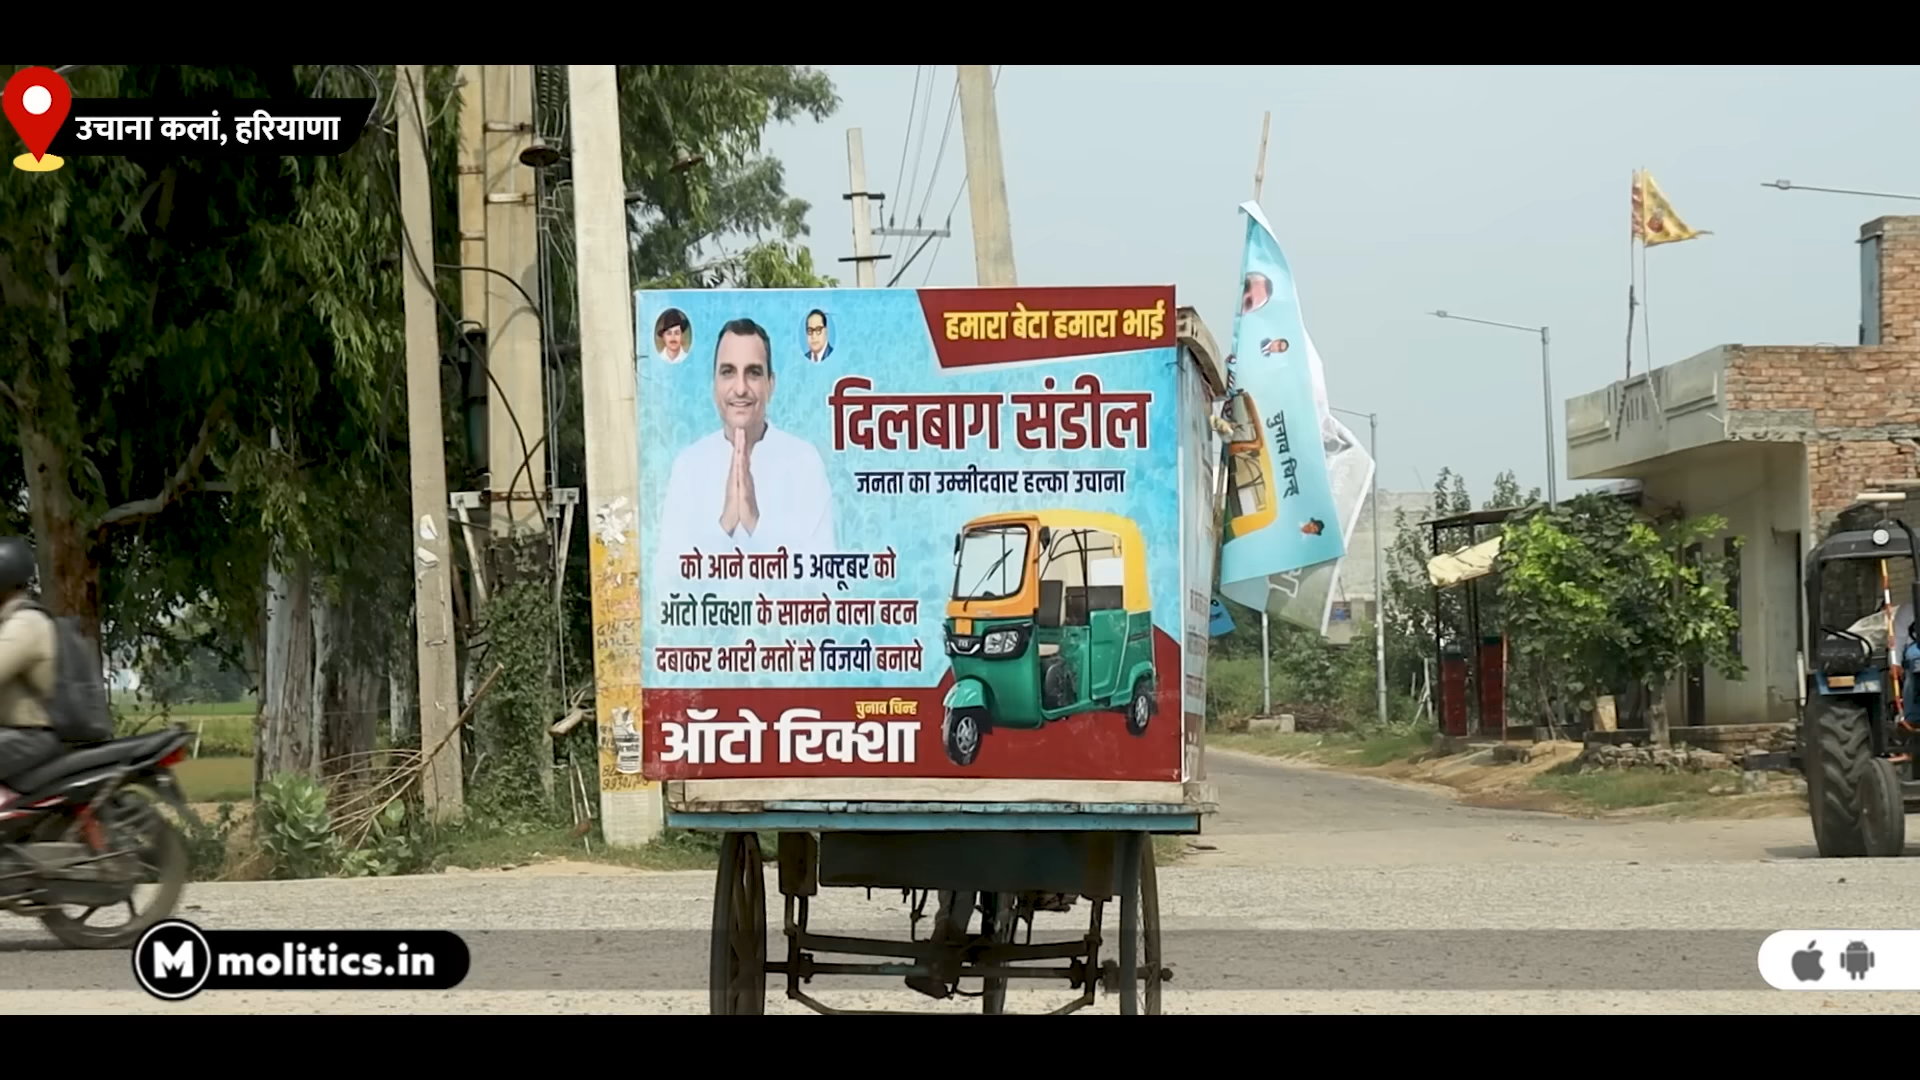 उचाना कलां, हरियाणा
हमारा बेटा हमारा भाई
दिलबाग संडील
जनता का उम्मीदवार हल्का उचाना
को आने वाली 5 अक्टूबर को
ऑटो रिक्शा के सामने वाला बटन
दबाकर भारी मतों से विजयी बनाये
चुनाव चिन्ह
ऑटो रिक्शा
चुनाव चिन्ह
M molitics.in